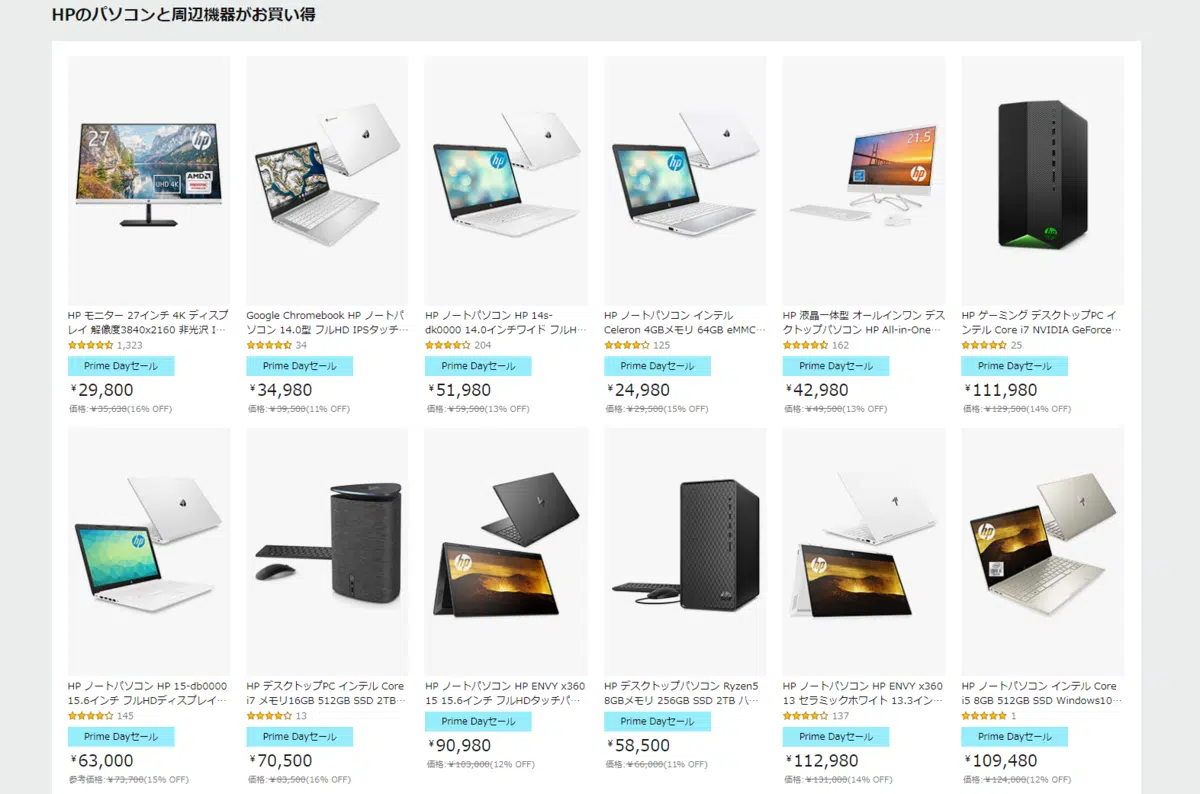 HPのパソコンと周辺機器がお買い得
27
hp
UHD 4K
AMD
hp
hp
21.5
hp
HP モニター 27インチ 4K ディスプ
レイ 解像度3840x2160 非光沢 I…
1,323
Prime Dayセール
¥29,800
価格: ¥35,638(16% OFF)
Google Chromebook HP ノートパ
ソコン 14.0型 フルHD IPSタッチ…
34
Prime Dayセール
¥34,980
価格: ¥39,500(11% OFF)
HP ノートパソコン HP 14s-
dk0000 14.0インチワイド フルH…
204
Prime Dayセール
¥51,980
価格: ¥59,500(13% OFF)
HP ノートパソコン インテル
Celeron 4GBメモリ 64GB eMMC…
125
Prime Dayセール
¥24,980
価格: ¥29,500(15% OFF)
HP 液晶一体型 オールインワン デス
クトップパソコン HP All-in-One…
162
Prime Dayセール
¥42,980
価格: ¥49,500(13% OFF)
HP ゲーミング デスクトップPC イ
ンテル Core i7 NVIDIA GeForce…
25
Prime Dayセール
¥111,980
価格: ¥129,500(14% OFF)
hp
hp
hp
hp
HP ノートパソコン HP 15-db0000
15.6インチ フルHDディスプレイ…
145
Prime Dayセール
¥63,000
参考価格: ¥73,700(15% OFF)
HP デスクトップPC インテル Core
i7 メモリ16GB 512GB SSD 2TB…
13
Prime Dayセール
¥70,500
価格: ¥83,500(16% OFF)
HP ノートパソコン HP ENVY x360
15 15.6インチ フルHDタッチパ…
Prime Dayセール
¥90,980
価格: ¥103,000(12% OFF)
HP デスクトップパソコン Ryzen5
8GBメモリ 256GB SSD 2TB ハ…
Prime Dayセール
¥58,500
価格: ¥66,000(11% OFF)
HP ノートパソコン HP ENVY x360
13 セラミックホワイト 13.3イン…
137
Prime Dayセール
¥112,980
価格: ¥131,000(14% OFF)
HP ノートパソコン インテル Core
i5 8GB 512GB SSD Windows10…
1
Prime Dayセール
¥109,480
価格: ¥124,000(12% OFF)